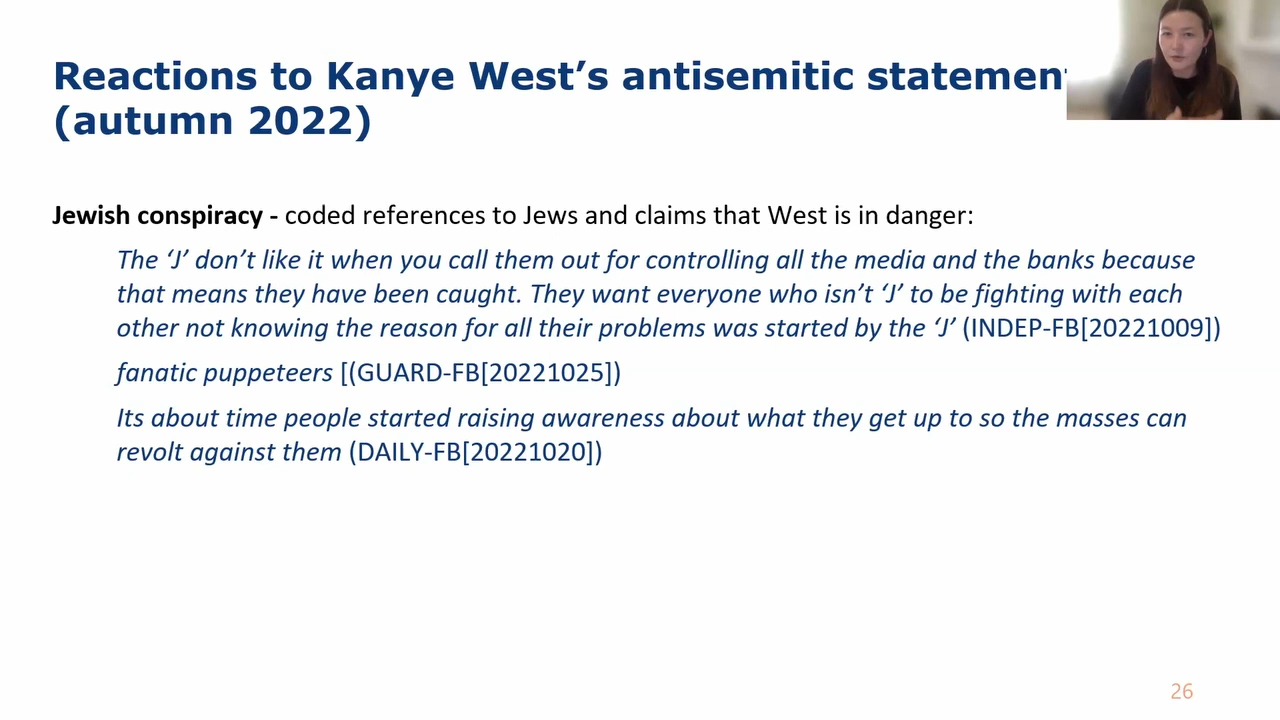 Reactions to Kanye West’s antisemitic
(autumn 2022)
Jewish conspiracy - coded references to Jews and claims that West is in danger:
The ‘J’ don’t like it when you call them out for controlling all the media and the banks because
that means they have been caught. They want everyone who isn’t ‘J’ to be fighting with each
other not knowing the reason for all their problems was started by the ‘J’ (INDEP-FB[20221009])
fanatic puppeteers [(GUARD-FB[20221025])
Its about time people started raising awareness about what they get up to so the masses can
revolt against them (DAILY-FB[20221020])
26